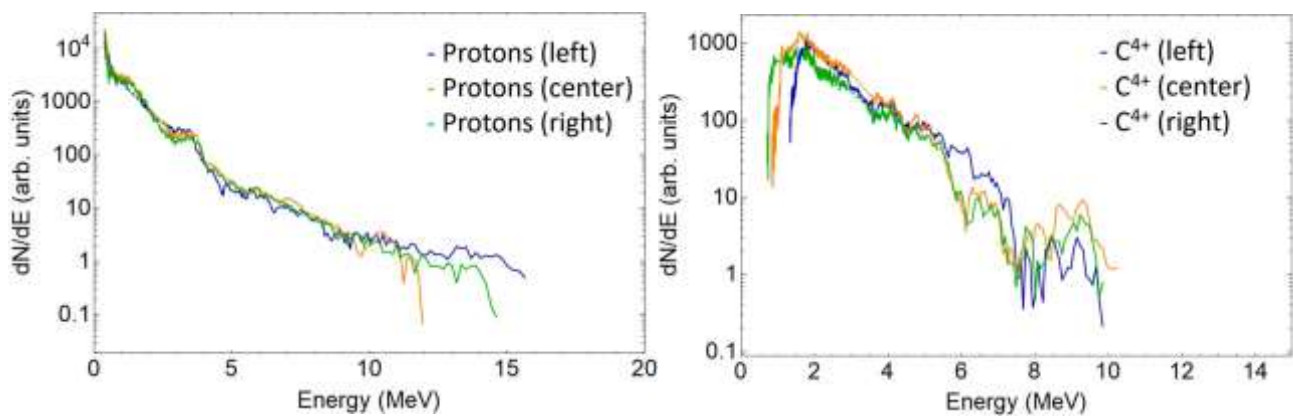 10⁴
1000
100
10
1
0.1
dN/dE (arb. units)
Protons (left)
Protons (center)
Protons (right)
0 5 10 15 20
Energy (MeV)
1000
100
10
1
0.1
dN/dE (arb. units)
C⁴⁺ (left)
C⁴⁺ (center)
C⁴⁺ (right)
0 2 4 6 8 10 12 14
Energy (MeV)